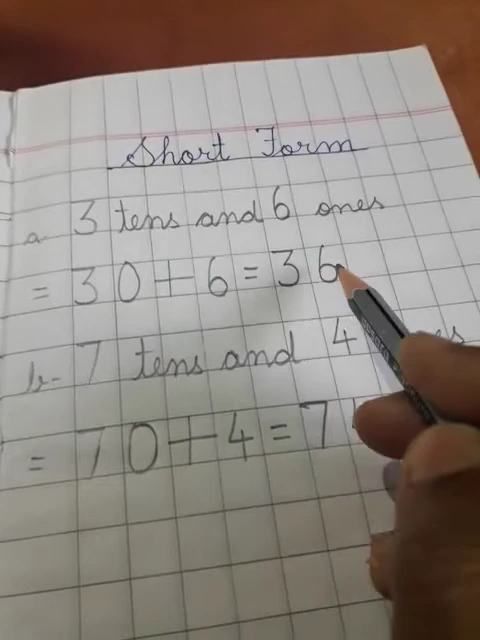 Short Form
a- 3 tens and 6 ones
= 30 + 6 = 36
b- 7 tens and 4
= 70 + 4 = 7